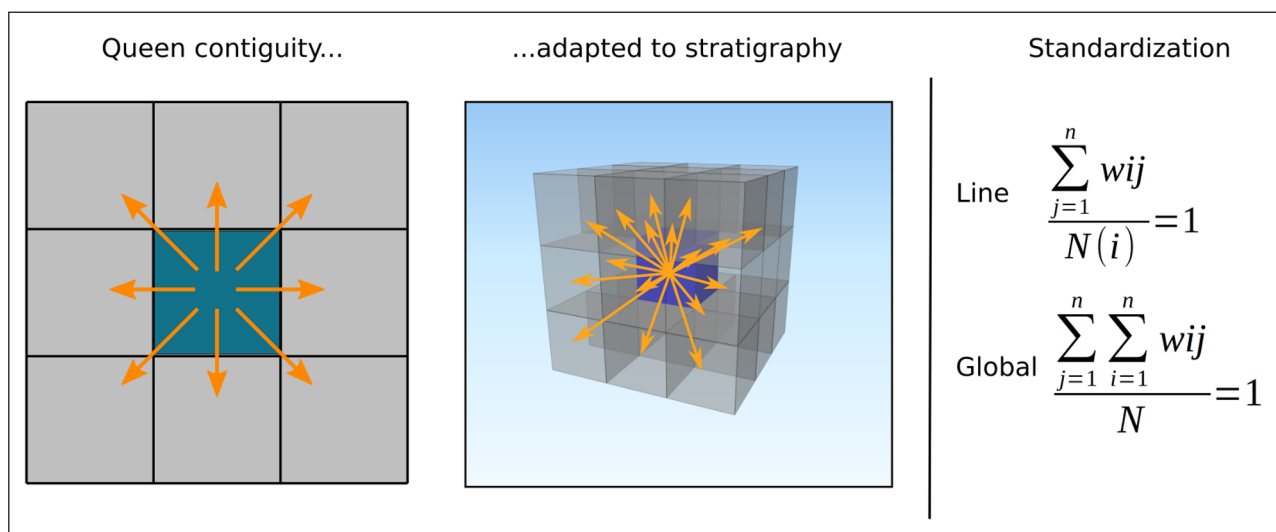 Queen contiguity...
...adapted to stratigraphy
Standardization
Line
n
∑ wij
j=1
N(i)
=1
Global
n n
∑ ∑ wij
j=1 i=1
N
=1